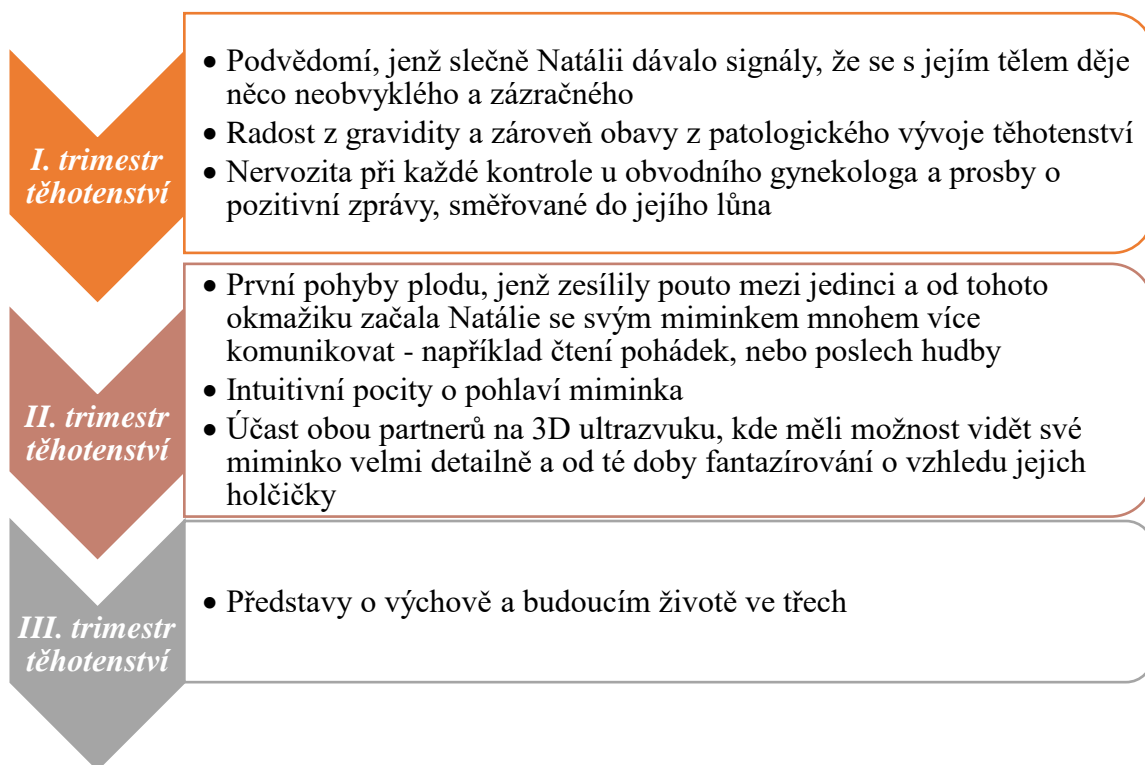 I. trimestr
těhotenství
• Podvědomí, jenž slečně Natálii dávalo signály, že se s jejím tělem děje
něco neobvyklého a zázračného
• Radost z gravidity a zároveň obavy z patologického vývoje těhotenství
• Nervozita při každé kontrole u obvodního gynekologa a prosby o
pozitivní zprávy, směřované do jejího lůna
II. trimestr
těhotenství
• První pohyby plodu, jenž zesílily pouto mezi jedinci a od tohoto
okmažiku začala Natálie se svým miminkem mnohem více
komunikovat - například čtení pohádek, nebo poslech hudby
• Intuitivní pocity o pohlaví miminka
• Účast obou partnerů na 3D ultrazvuku, kde měli možnost vidět své
miminko velmi detailně a od té doby fantazírování o vzhledu jejich
holčičky
III. trimestr
těhotenství
• Představy o výchově a budoucím životě ve třech